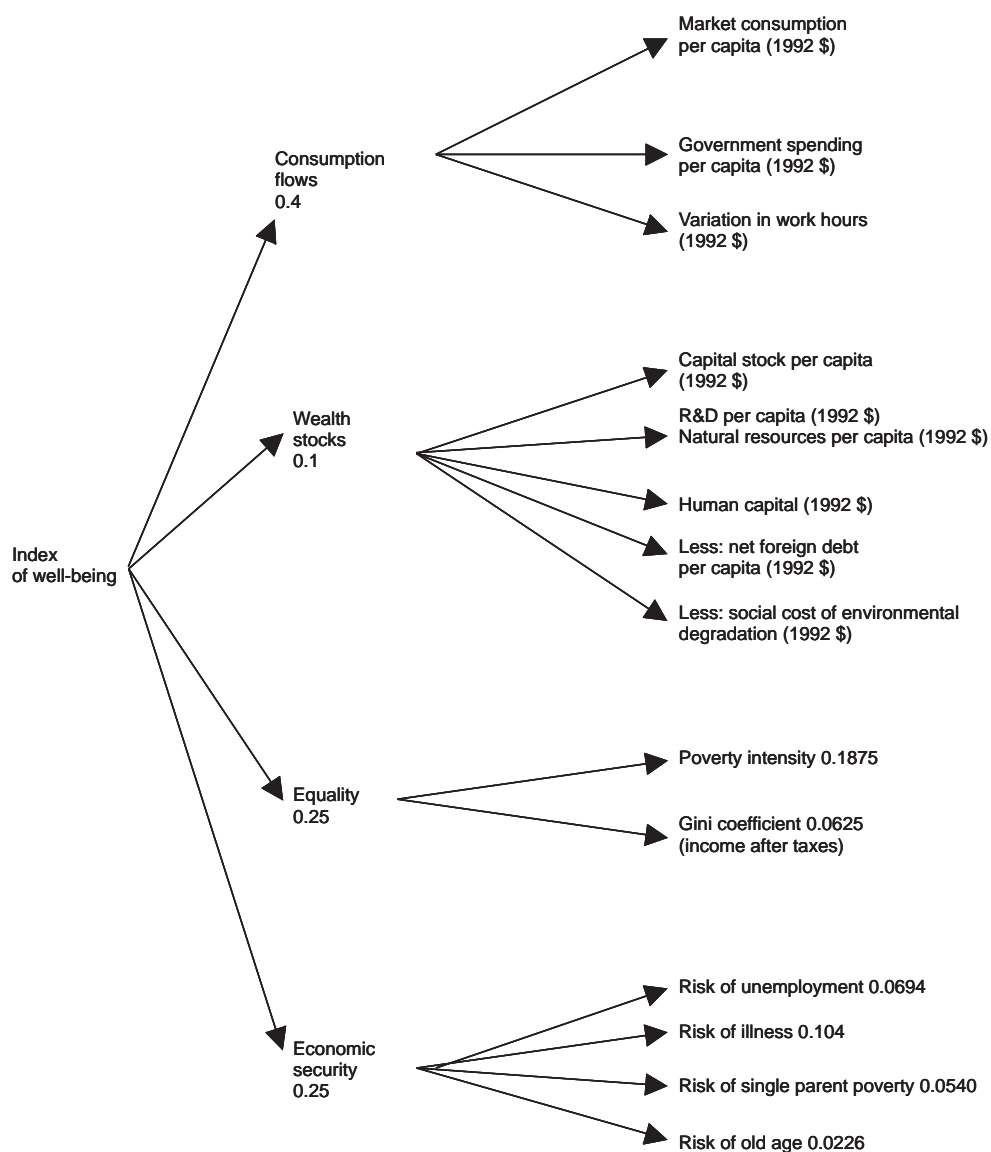 Index
of well-being
Consumption
flows
0.4
Market consumption
per capita (1992 $)
Government spending
per capita (1992 $)
Variation in work hours
(1992 $)
Wealth
stocks
0.1
Capital stock per capita
(1992 $)
R&D per capita (1992 $)
Natural resources per capita (1992 $)
Human capital (1992 $)
Less: net foreign debt
per capita (1992 $)
Less: social cost of environmental
degradation (1992 $)
Equality
0.25
Poverty intensity 0.1875
Gini coefficient 0.0625
(income after taxes)
Economic
security
0.25
Risk of unemployment 0.0694
Risk of illness 0.104
Risk of single parent poverty 0.0540
Risk of old age 0.0226